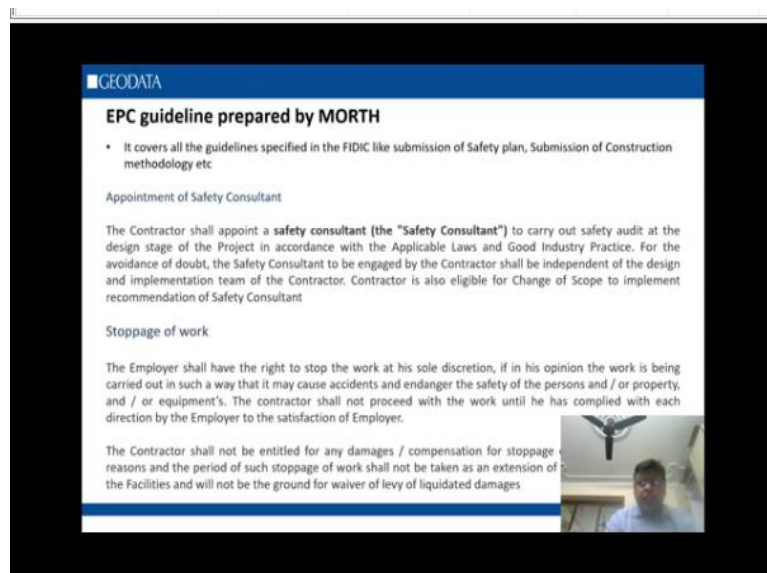 GEODATA
EPC guideline prepared by MORTH
• It covers all the guidelines specified in the FIDIC like submission of Safety plan, Submission of Construction
methodology etc
Appointment of Safety Consultant
The Contractor shall appoint a safety consultant (the "Safety Consultant") to carry out safety audit at the
design stage of the Project in accordance with the Applicable Laws and Good Industry Practice. For the
avoidance of doubt, the Safety Consultant to be engaged by the Contractor shall be independent of the design
and implementation team of the Contractor. Contractor is also eligible for Change of Scope to implement
recommendation of Safety Consultant
Stoppage of work
The Employer shall have the right to stop the work at his sole discretion, if in his opinion the work is being
carried out in such a way that it may cause accidents and endanger the safety of the persons and / or property,
and / or equipment's. The contractor shall not proceed with the work until he has complied with each
direction by the Employer to the satisfaction of Employer.
The Contractor shall not be entitled for any damages / compensation for stoppage
reasons and the period of such stoppage of work shall not be taken as an extension of
the Facilities and will not be the ground for waiver of levy of liquidated damages